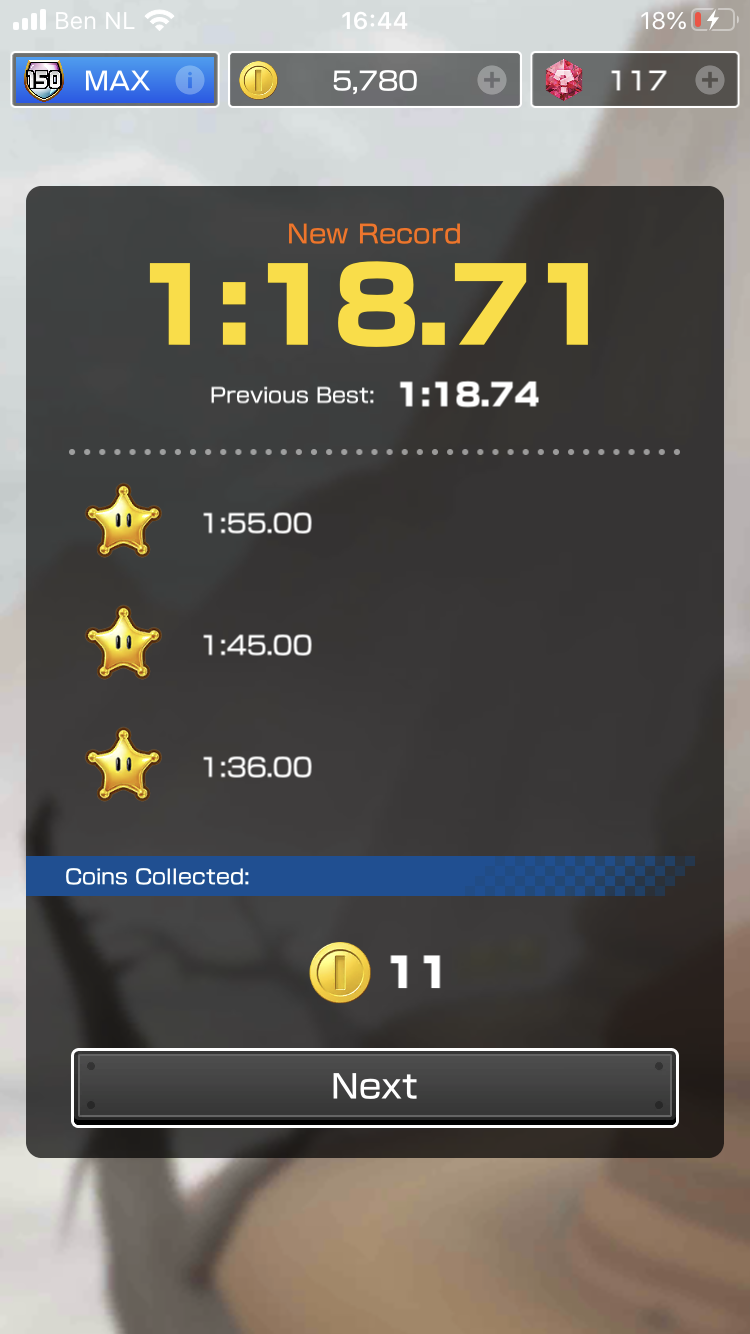 Ben NL 16:44 18%
150 MAX i 5,780 + 117 +
New Record
1:18.71
Previous Best: 1:18.74
1:55.00
1:45.00
1:36.00
Coins Collected:
11
Next